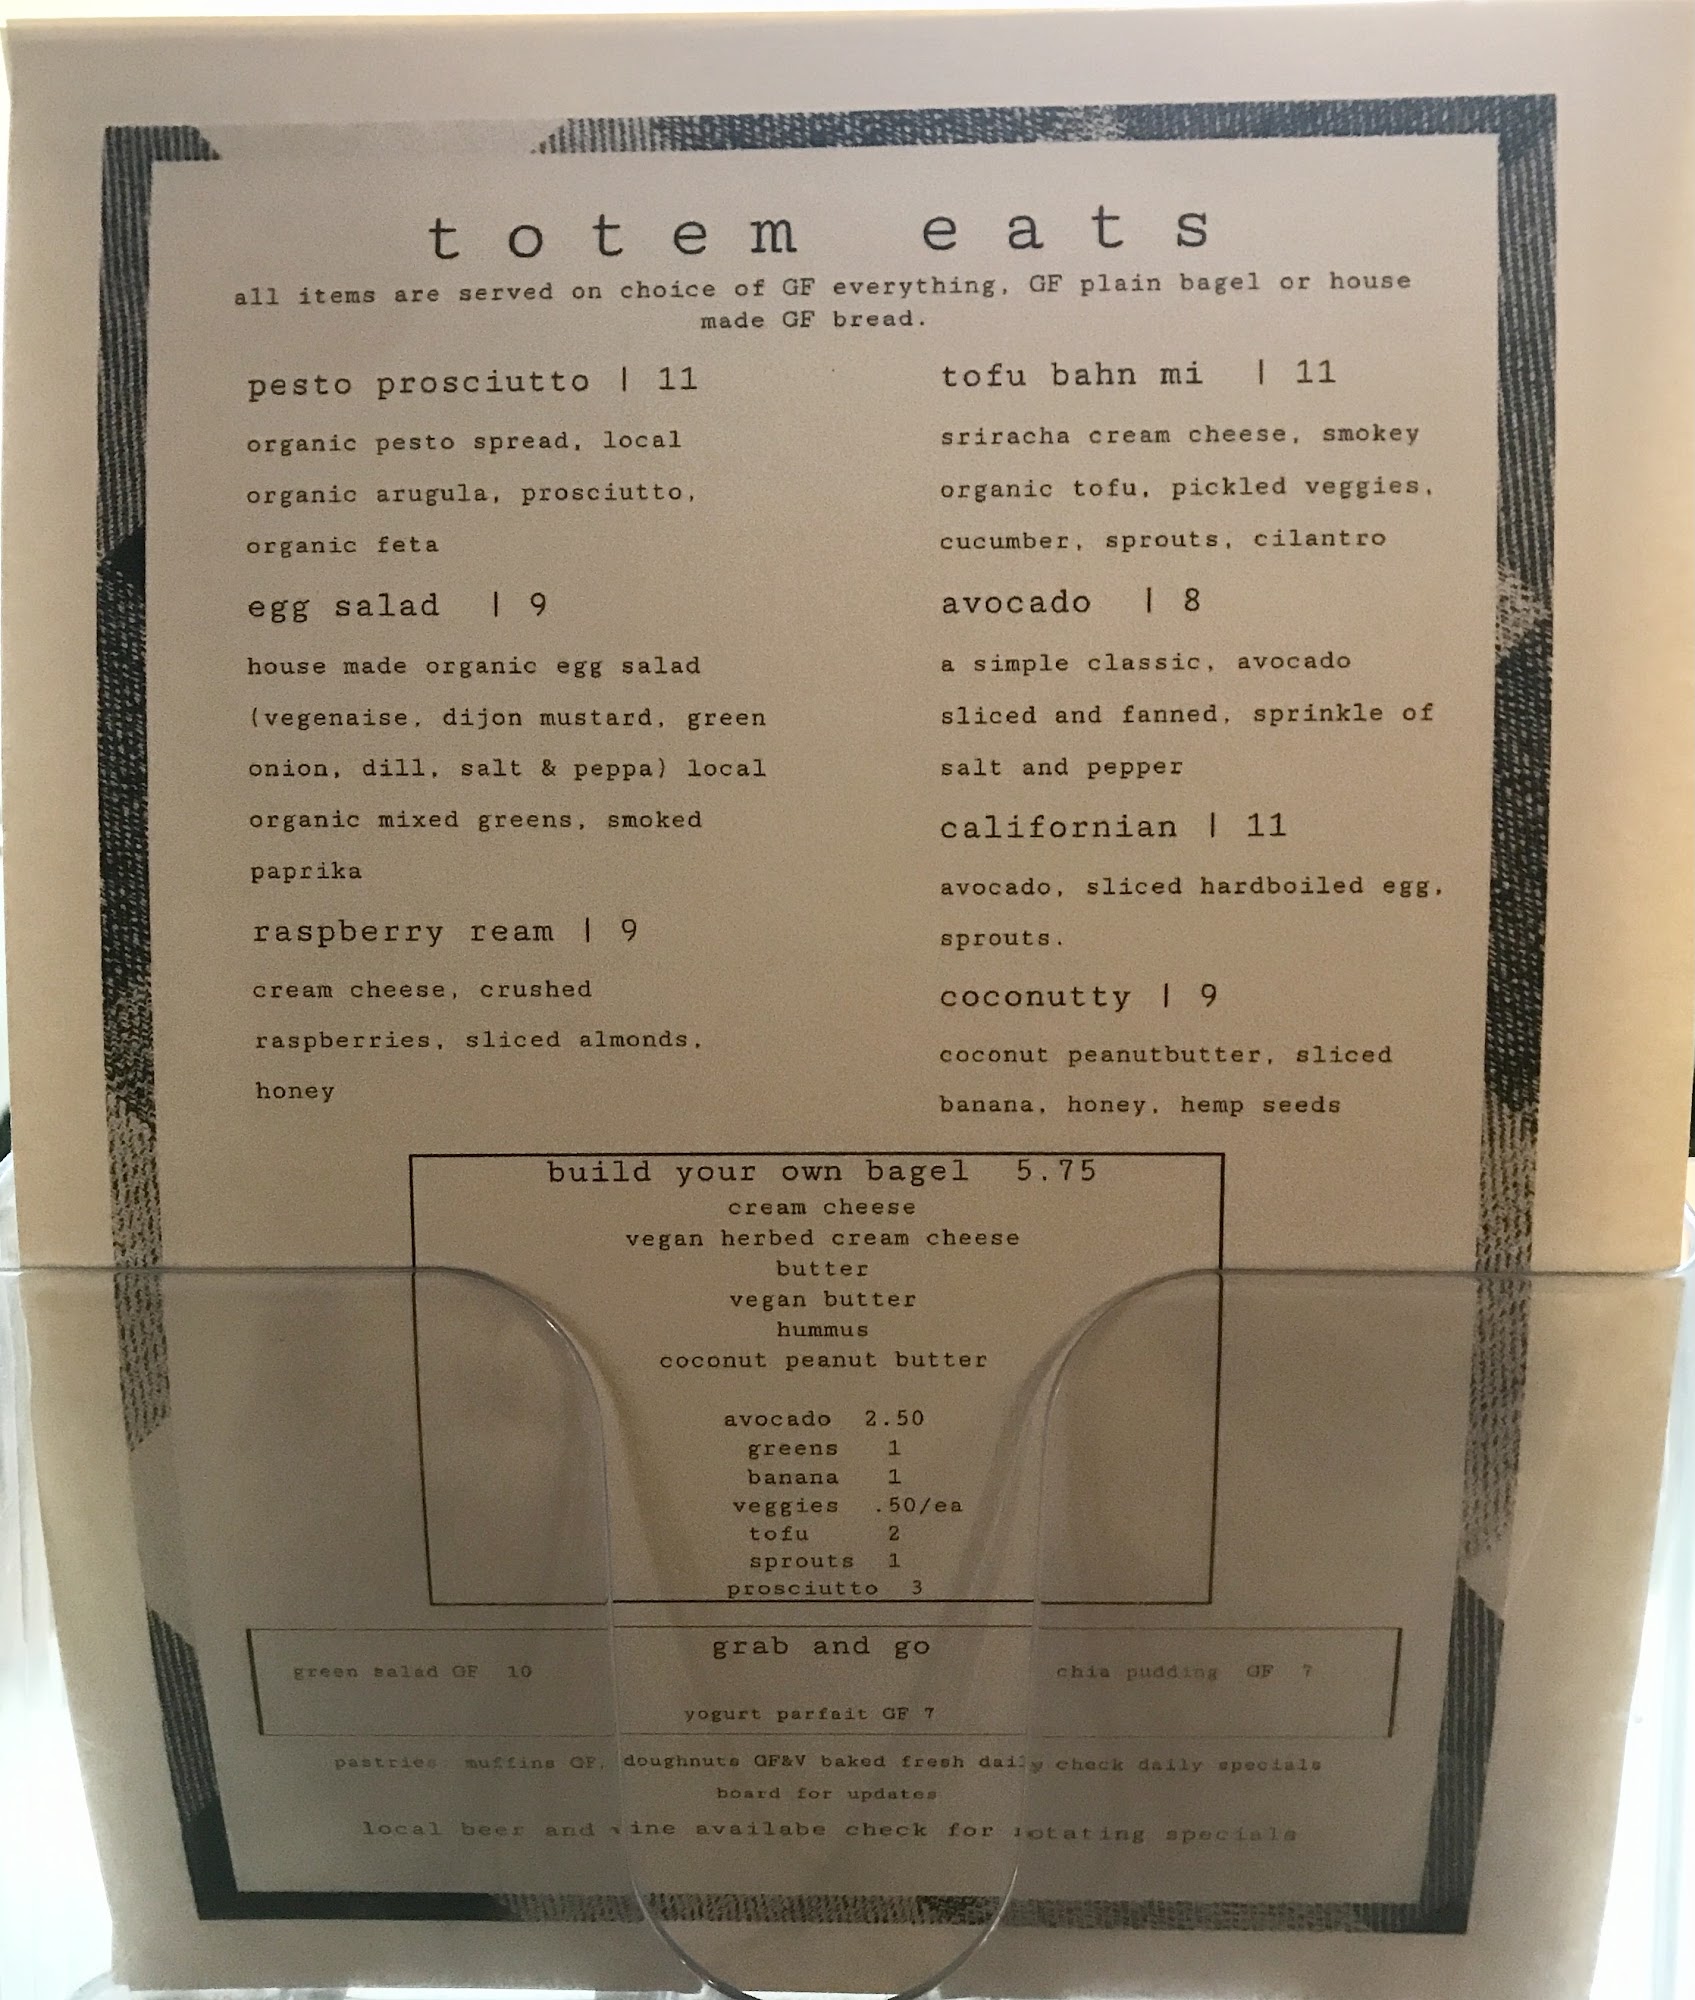 totem eats
all items are served on choice of GF everything, GF plain bagel or house
made GF bread.
pesto prosciutto | 11
organic pesto spread, local
organic arugula, prosciutto,
organic feta
egg salad | 9
house made organic egg salad
(vegenaise, dijon mustard, green
onion, dill, salt & peppa) local
organic mixed greens, smoked
paprika
raspberry ream | 9
cream cheese, crushed
raspberries, sliced almonds,
honey
tofu bahn mi | 11
sriracha cream cheese, smokey
organic tofu, pickled veggies,
cucumber, sprouts, cilantro
avocado | 8
a simple classic, avocado
sliced and fanned, sprinkle of
salt and pepper
californian | 11
avocado, sliced hardboiled egg,
sprouts.
coconutty | 9
coconut peanutbutter, sliced
banana, honey, hemp seeds
build your own bagel 5.75
cream cheese
vegan herbed cream cheese
butter
vegan butter
hummus
coconut peanut butter
avocado 2.50
greens 1
banana 1
veggies .50/ea
tofu 2
sprouts 1
prosciutto 3
grab and go
green salad GF 10
chia pudding GF 7
yogurt parfait GF 7
pastries muffins GF, doughnuts GF&V baked fresh daily check daily specials
board for updates
local beer and wine availabe check for rotating specials